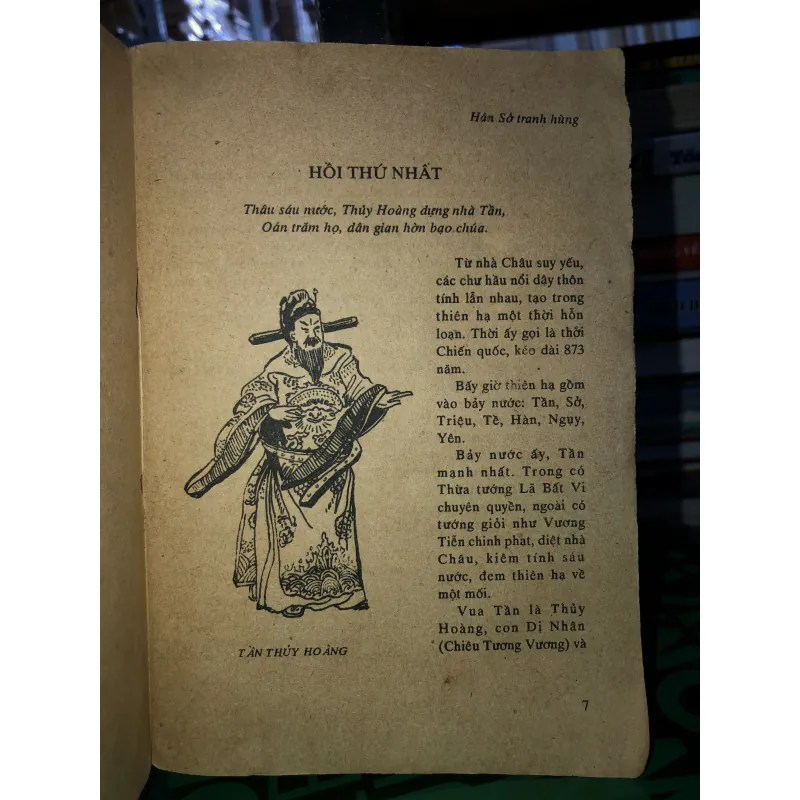 Hán Sở tranh hùng
HỒI THỨ NHẤT
Thâu sáu nước, Thủy Hoàng dựng nhà Tần,
Oán trăm họ, dân gian hờn bạo chúa.
Từ nhà Châu suy yếu,
các chư hầu nổi dậy thôn
tính lẫn nhau, tạo trong
thiên hạ một thời hỗn
loạn. Thời ấy gọi là thời
Chiến quốc, kéo dài 873
năm.
Bấy giờ thiên hạ gồm
vào bảy nước: Tần, Sở,
Triệu, Tề, Hàn, Ngụy,
Yên.
Bảy nước ấy, Tần
mạnh nhất. Trong có
Thừa tướng Lã Bất Vi
chuyên quyền, ngoài có
tướng giỏi như Vương
Tiễn chinh phạt, diệt nhà
Châu, kiêm tính sáu
nước, đem thiên hạ về
một mối.
Vua Tần là Thủy
Hoàng, con Dị Nhân
(Chiêu Tương Vương) và
TẦN THỦY HOÀNG
7